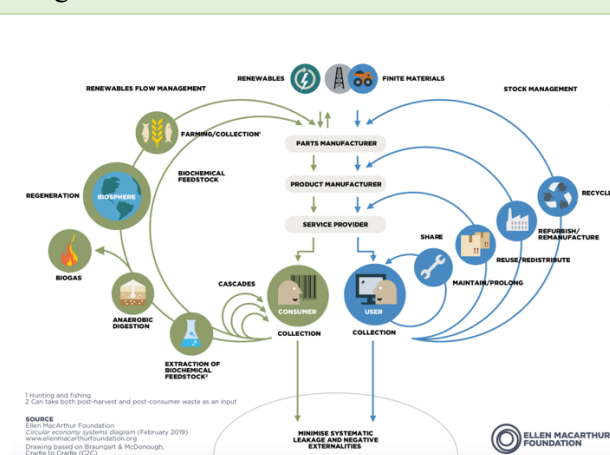 RENEWABLES
FINITE MATERIALS
RENEWABLES FLOW MANAGEMENT
STOCK MANAGEMENT
FARMING/COLLECTION¹
PARTS MANUFACTURER
BIOCHEMICAL
FEEDSTOCK
PRODUCT MANUFACTURER
REGENERATION
BIOSPHERE
RECYCLE
SERVICE PROVIDER
SHARE
REFURBISH/
REMANUFACTURE
REUSE/REDISTRIBUTE
BIOGAS
CASCADES
MAINTAIN/PROLONG
CONSUMER
USER
ANAEROBIC
DIGESTION
COLLECTION
COLLECTION
EXTRACTION OF
BIOCHEMICAL
FEEDSTOCK²
1 Hunting and fishing
2 Can take both post-harvest and post-consumer waste as an input
SOURCE
Ellen MacArthur Foundation
Circular economy systems diagram (February 2019)
www.ellenmacarthurfoundation.org
Drawing based on Braungart & McDonough,
Cradle to Cradle (C2C)
MINIMISE SYSTEMATIC
LEAKAGE AND NEGATIVE
EXTERNALITIES
ELLEN MACARTHUR
FOUNDATION